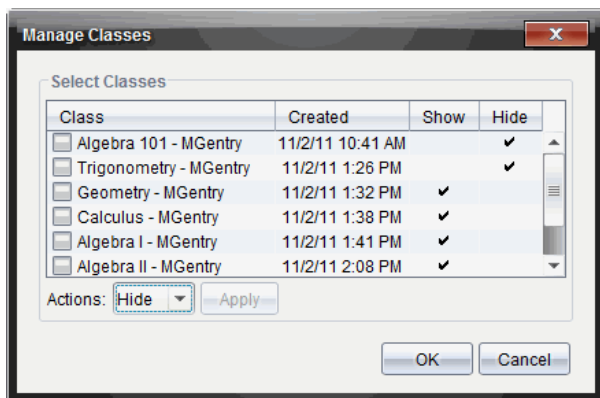 Manage Classes
Select Classes
Class Created Show Hide
Algebra 101 - MGentry 11/2/11 10:41 AM ✔
Trigonometry - MGentry 11/2/11 1:26 PM ✔
Geometry - MGentry 11/2/11 1:32 PM ✔
Calculus - MGentry 11/2/11 1:38 PM ✔
Algebra I - MGentry 11/2/11 1:41 PM ✔
Algebra II - MGentry 11/2/11 2:08 PM ✔
Actions: Hide Apply
OK Cancel